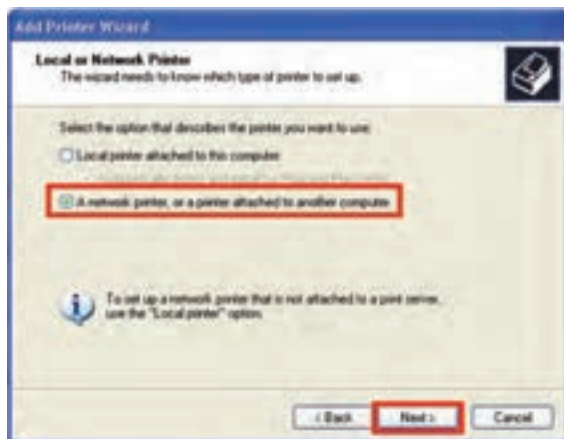 Add Printer Wizard
Local or Network Printer
The wizard needs to know which type of printer to set up.
Select the option that describes the printer you want to use:
Local printer attached to this computer
A network printer, or a printer attached to another computer
To set up a network printer that is not attached to a print server,
use the "Local printer" option.
< Back
Next >
Cancel